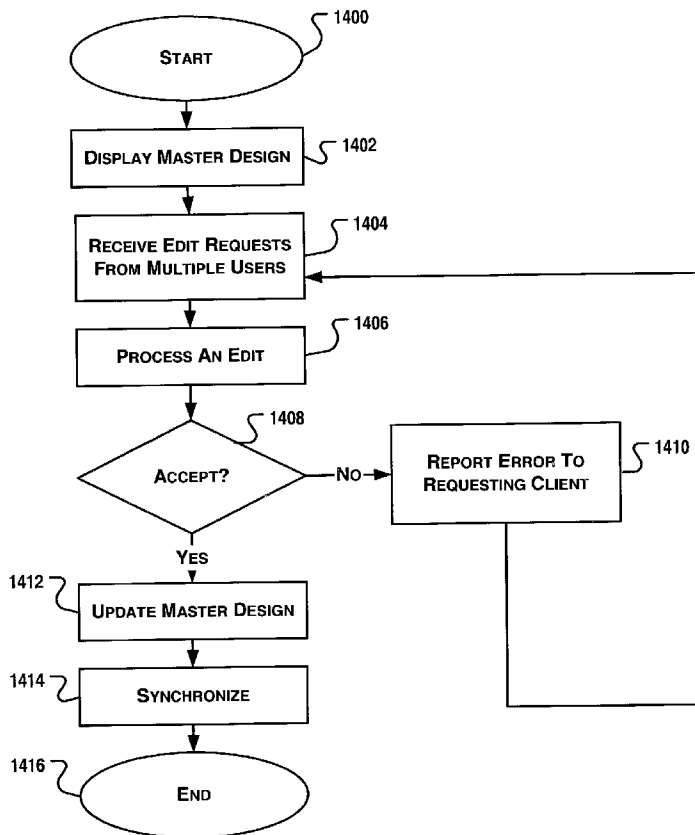 1400
START
DISPLAY MASTER DESIGN
1402
RECEIVE EDIT REQUESTS
FROM MULTIPLE USERS
1404
PROCESS AN EDIT
1406
1408
ACCEPT?
NO
REPORT ERROR TO
REQUESTING CLIENT
1410
YES
1412
UPDATE MASTER DESIGN
1414
SYNCHRONIZE
1416
END